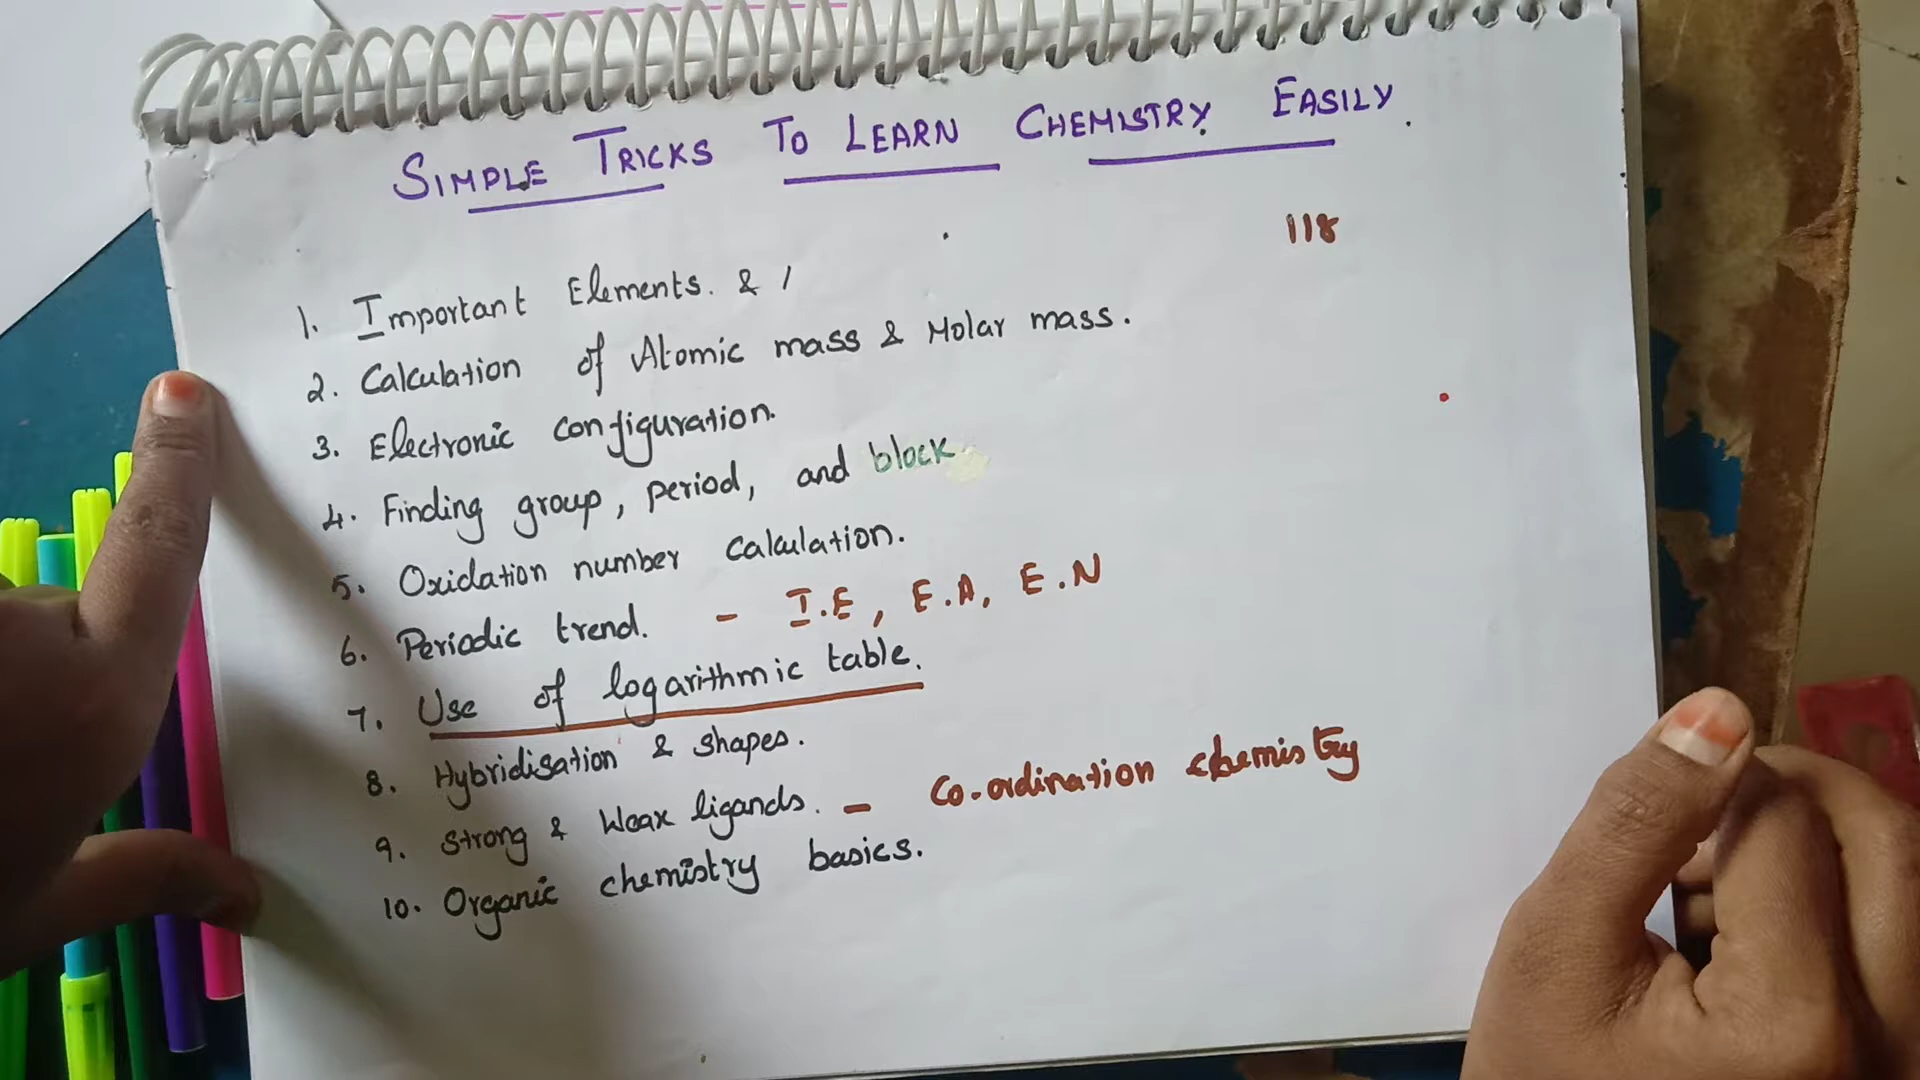 SIMPLE TRICKS TO LEARN CHEMISTRY EASILY.
118
1. Important Elements. & /
2. Calculation of Atomic mass & Molar mass.
3. Electronic configuration.
4. Finding group, period, and block
5. Oxidation number calculation.
6. Periodic trend. - I.E, E.A, E.N
7. Use of logarithmic table.
8. Hybridisation & shapes.
9. Strong & Weak ligands. - Co-ordination chemistry
10. Organic chemistry basics.